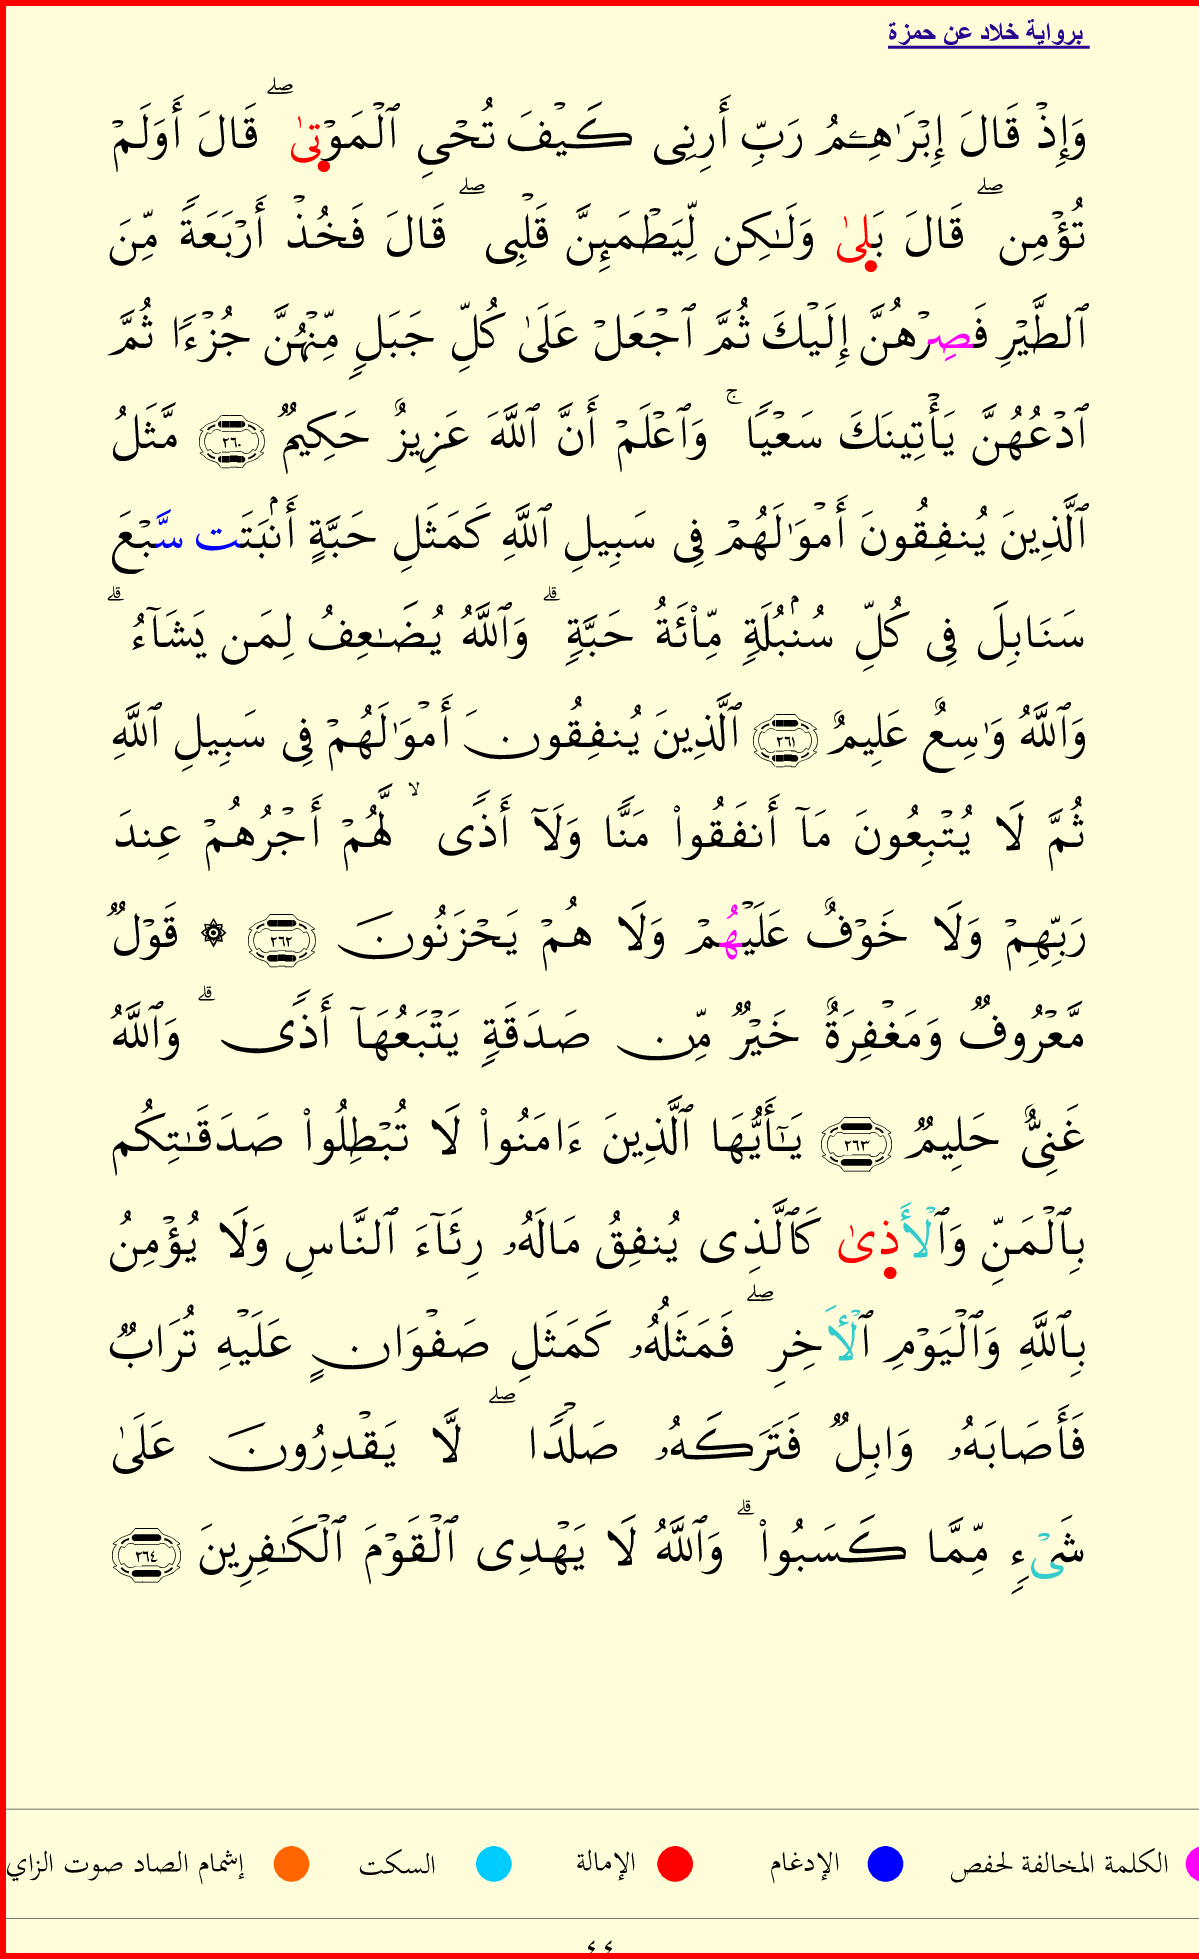 برواية خلاد عن حمزة
وَإِذْ قَالَ إِبْرَٰهِـۧمُ رَبِّ أَرِنِى كَيْفَ تُحْىِ ٱلْمَوْتِىٰ ۖ قَالَ أَوَلَمْ
تُؤْمِن ۖ قَالَ بَلِىٰ وَلَـٰكِن لِّيَطْمَئِنَّ قَلْبِى ۖ قَالَ فَخُذْ أَرْبَعَةً مِّنَ
ٱلطَّيْرِ فَصِرْهُنَّ إِلَيْكَ ثُمَّ ٱجْعَلْ عَلَىٰ كُلِّ جَبَلٍ مِّنْهُنَّ جُزْءًا ثُمَّ
ٱدْعُهُنَّ يَأْتِينَكَ سَعْيًا ۚ وَٱعْلَمْ أَنَّ ٱللَّهَ عَزِيزٌ حَكِيمٌ ٢٦٠ مَّثَلُ
ٱلَّذِينَ يُنفِقُونَ أَمْوَٰلَهُمْ فِى سَبِيلِ ٱللَّهِ كَمَثَلِ حَبَّةٍ أَنۢبَتَت سَّبْعَ
سَنَابِلَ فِى كُلِّ سُنۢبُلَةٍ مِّا۟ئَةُ حَبَّةٍ ۗ وَٱللَّهُ يُضَـٰعِفُ لِمَن يَشَآءُ ۗ
وَٱللَّهُ وَٰسِعٌ عَلِيمٌ ٢٦١ ٱلَّذِينَ يُنفِقُونَ أَمْوَٰلَهُمْ فِى سَبِيلِ ٱللَّهِ
ثُمَّ لَا يُتْبِعُونَ مَآ أَنفَقُوا۟ مَنًّا وَلَآ أَذًى ۙ لَّهُمْ أَجْرُهُمْ عِندَ
رَبِّهِمْ وَلَا خَوْفٌ عَلَيْهُمْ وَلَا هُمْ يَحْزَنُونَ ٢٦٢ ۞ قَوْلٌ
مَّعْرُوفٌ وَمَغْفِرَةٌ خَيْرٌ مِّن صَدَقَةٍ يَتْبَعُهَآ أَذًى ۗ وَٱللَّهُ
غَنِىٌّ حَلِيمٌ ٢٦٣ يَـٰٓأَيُّهَا ٱلَّذِينَ ءَامَنُوا۟ لَا تُبْطِلُوا۟ صَدَقَـٰتِكُم
بِٱلْمَنِّ وَٱلْأَذِىٰ كَٱلَّذِى يُنفِقُ مَالَهُۥ رِئَآءَ ٱلنَّاسِ وَلَا يُؤْمِنُ
بِٱللَّهِ وَٱلْيَوْمِ ٱلْـَٔاخِرِ ۖ فَمَثَلُهُۥ كَمَثَلِ صَفْوَانٍ عَلَيْهِ تُرَابٌ
فَأَصَابَهُۥ وَابِلٌ فَتَرَكَهُۥ صَلْدًا ۖ لَّا يَقْدِرُونَ عَلَىٰ
شَىْءٍ مِّمَّا كَسَبُوا۟ ۗ وَٱللَّهُ لَا يَهْدِى ٱلْقَوْمَ ٱلْكَـٰفِرِينَ ٢٦٤
الكلمة المخالفة لحفص الإدغام الإمالة السكت إشمام الصاد صوت الزاي
٤٤